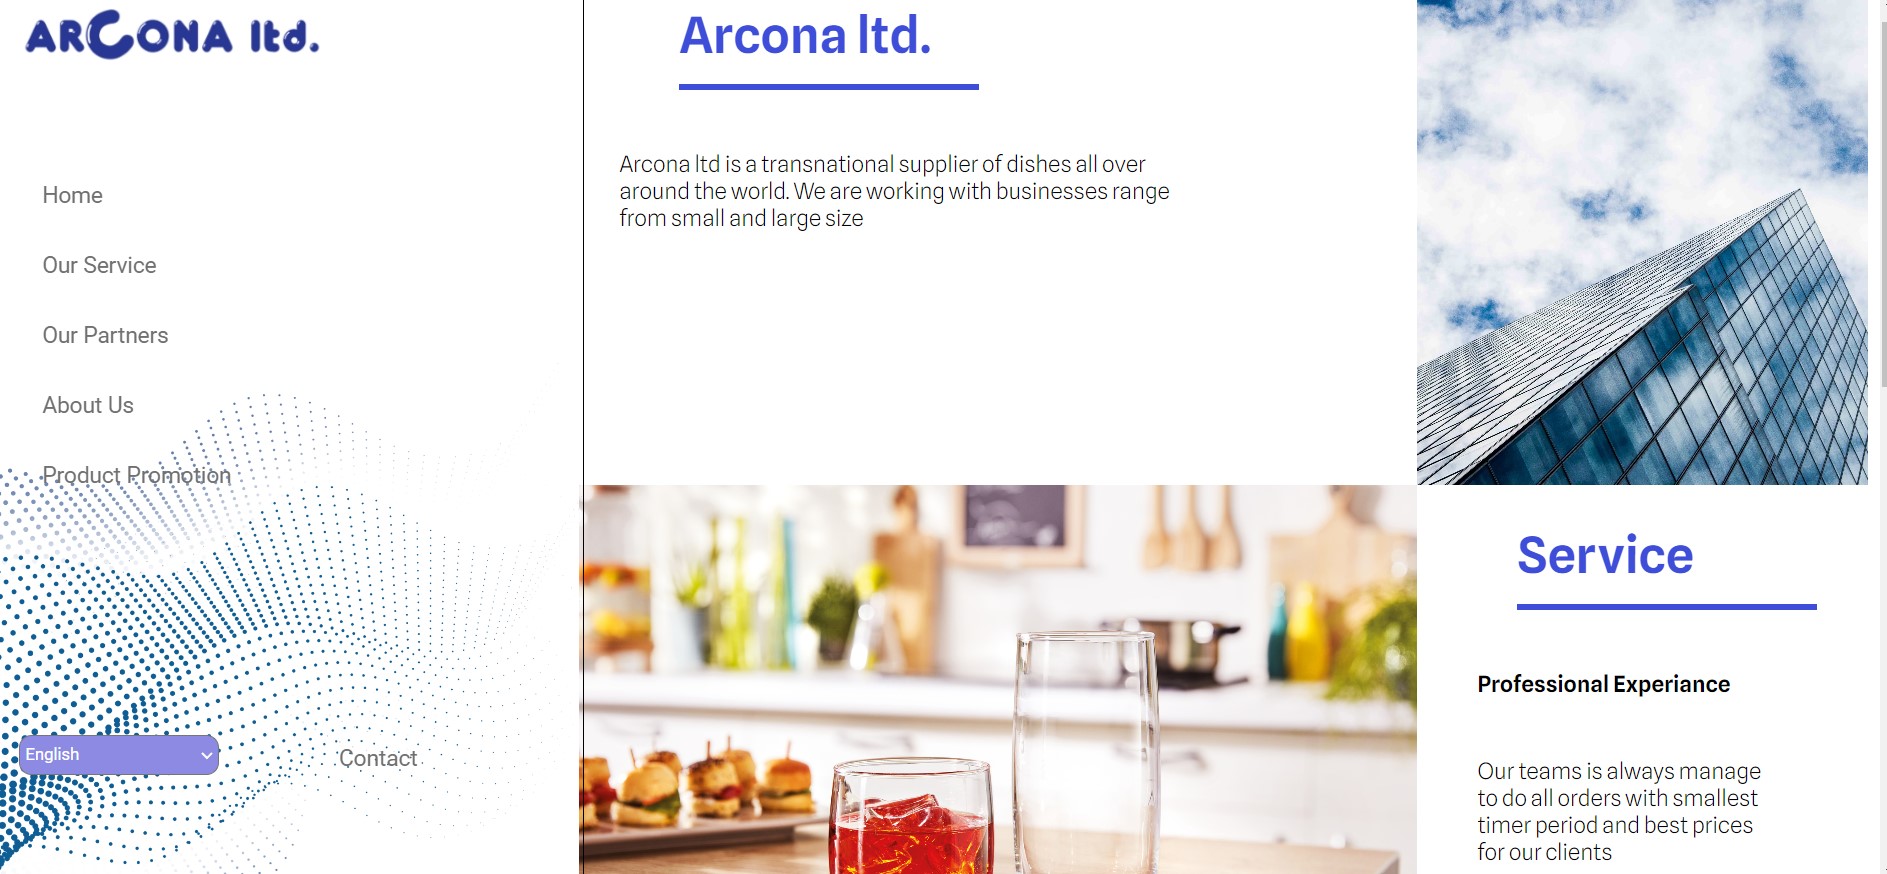 ARCONA ltd.
Home
Our Service
Our Partners
About Us
Product Promotion
English
Contact
Arcona ltd.
Arcona ltd is a transnational supplier of dishes all over
around the world. We are working with businesses range
from small and large size
Service
Professional Experiance
Our teams is always manage
to do all orders with smallest
timer period and best prices
for our clients